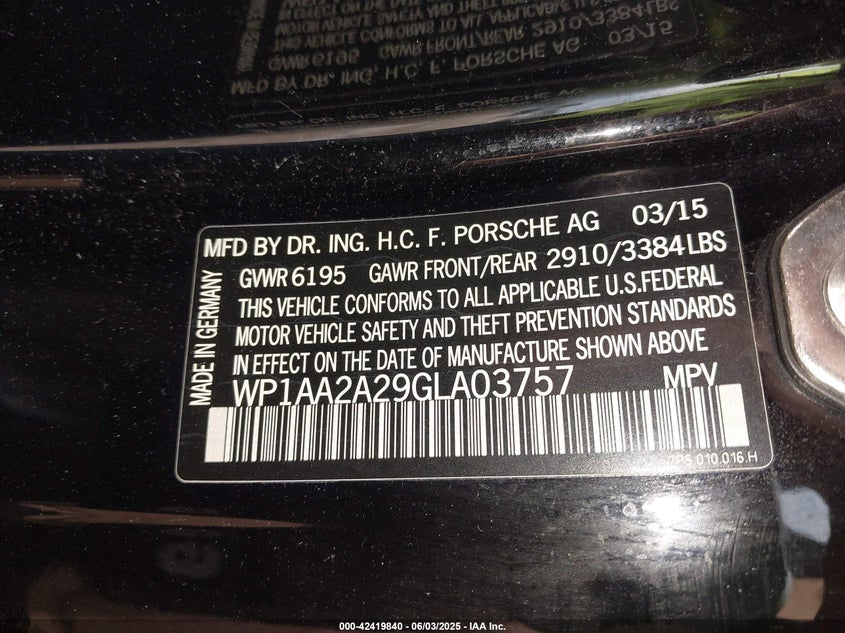 MFD BY DR. ING. H.C. F. PORSCHE AG 03/15
GVWR 6195 GAWR FRONT/REAR 2910/3384 LBS
THIS VEHICLE CONFORMS TO ALL APPLICABLE U.S.FEDERAL
MOTOR VEHICLE SAFETY AND THEFT PREVENTION STANDARDS
IN EFFECT ON THE DATE OF MANUFACTURE SHOWN ABOVE
WP1AA2A29GLA03757 MPV
7P5.010.016.H
MADE IN GERMANY
000-42419840 - 06/03/2025 - IAA Inc.